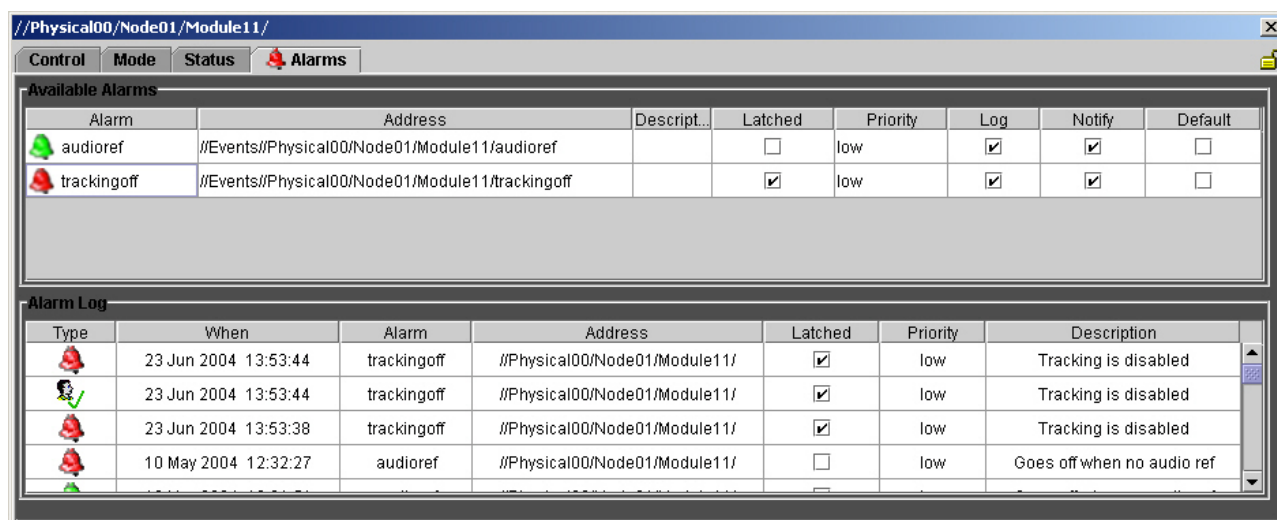 //Physical00/Node01/Module11/
Control Mode Status Alarms
Available Alarms
Alarm Address Descript... Latched Priority Log Notify Default
audioref //Events//Physical00/Node01/Module11/audioref low
trackingoff //Events//Physical00/Node01/Module11/trackingoff low
Alarm Log
Type When Alarm Address Latched Priority Description
23 Jun 2004 13:53:44 trackingoff //Physical00/Node01/Module11/ low Tracking is disabled
23 Jun 2004 13:53:44 trackingoff //Physical00/Node01/Module11/ low Tracking is disabled
23 Jun 2004 13:53:38 trackingoff //Physical00/Node01/Module11/ low Tracking is disabled
10 May 2004 12:32:27 audioref //Physical00/Node01/Module11/ low Goes off when no audio ref